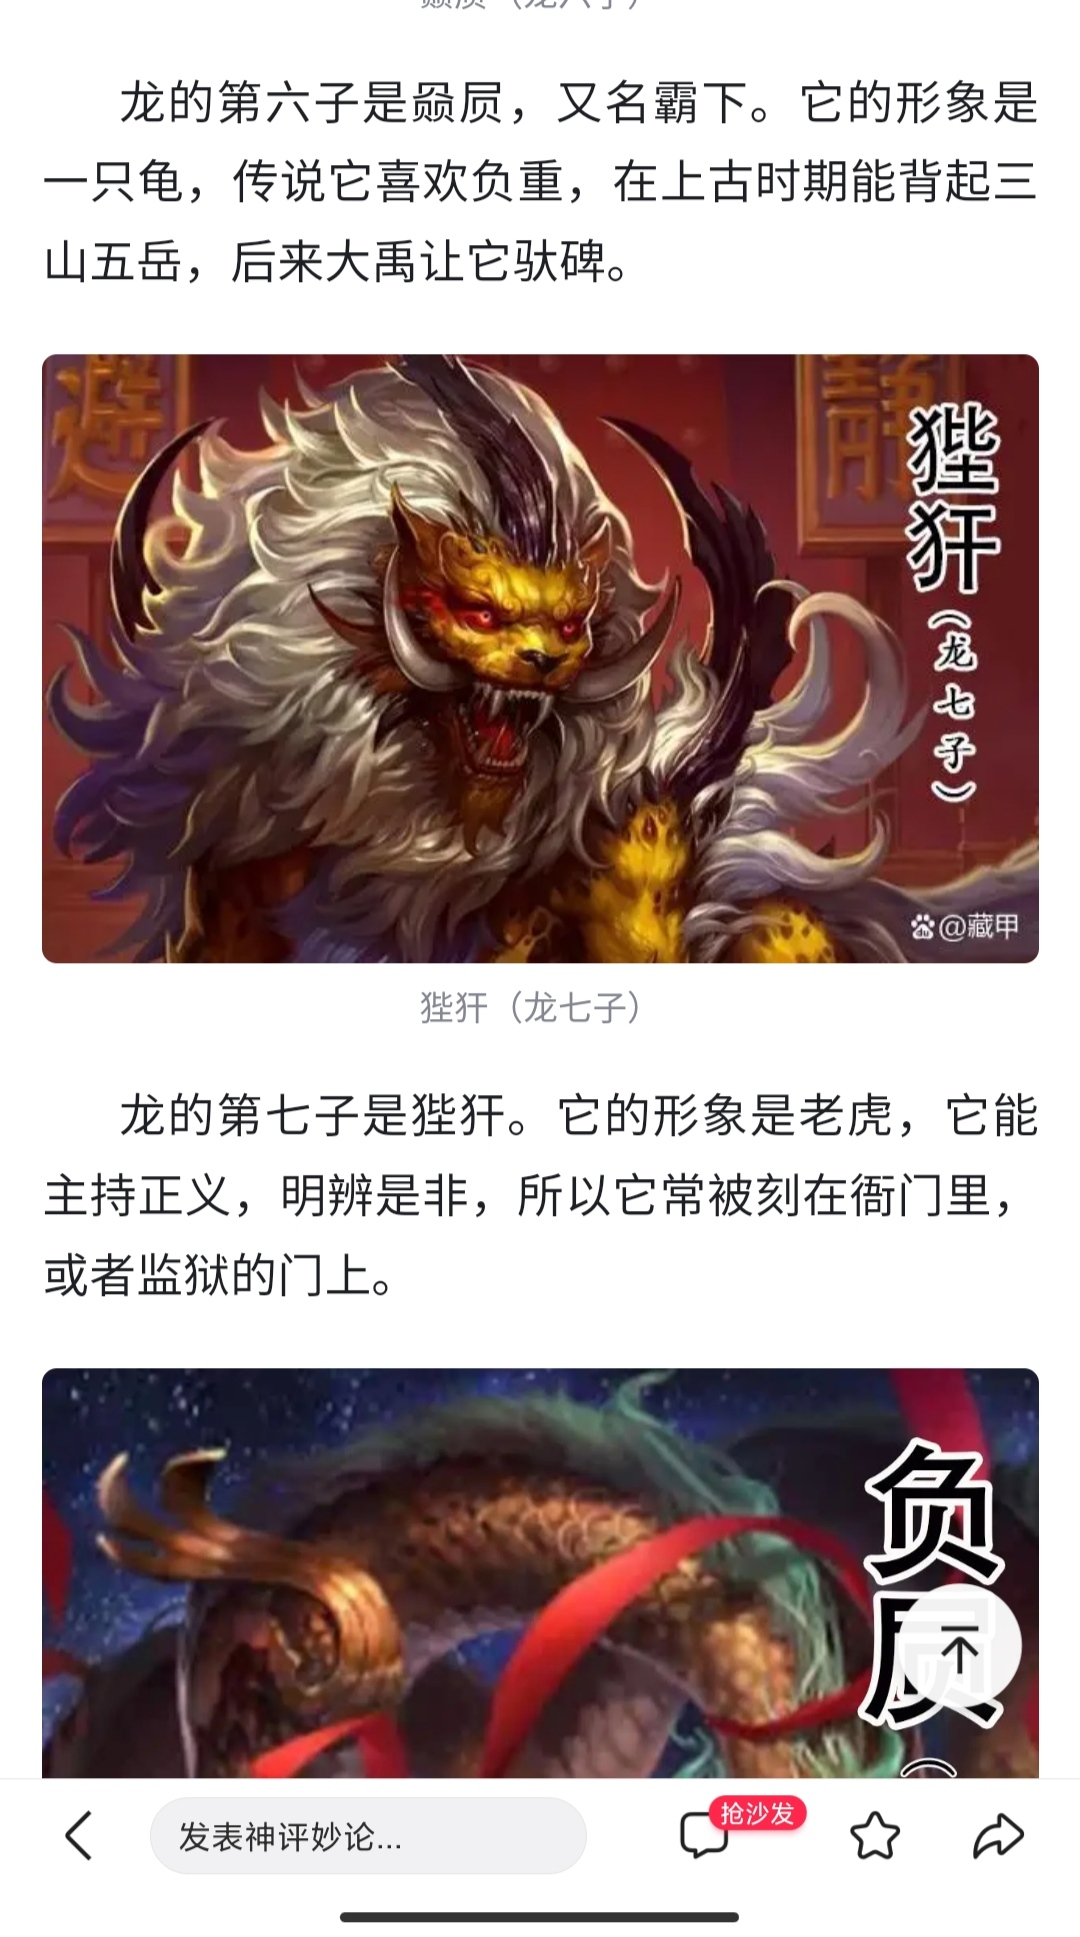 龙的第六子是赑屃，又名霸下。它的形象是
一只龟，传说它喜欢负重，在上古时期能背起三
山五岳，后来大禹让它驮碑。
避
静
狴犴
（龙七子）
@藏甲
狴犴（龙七子）
龙的第七子是狴犴。它的形象是老虎，它能
主持正义，明辨是非，所以它常被刻在衙门里，
或者监狱的门上。
负
发表神评妙论...
抢沙发